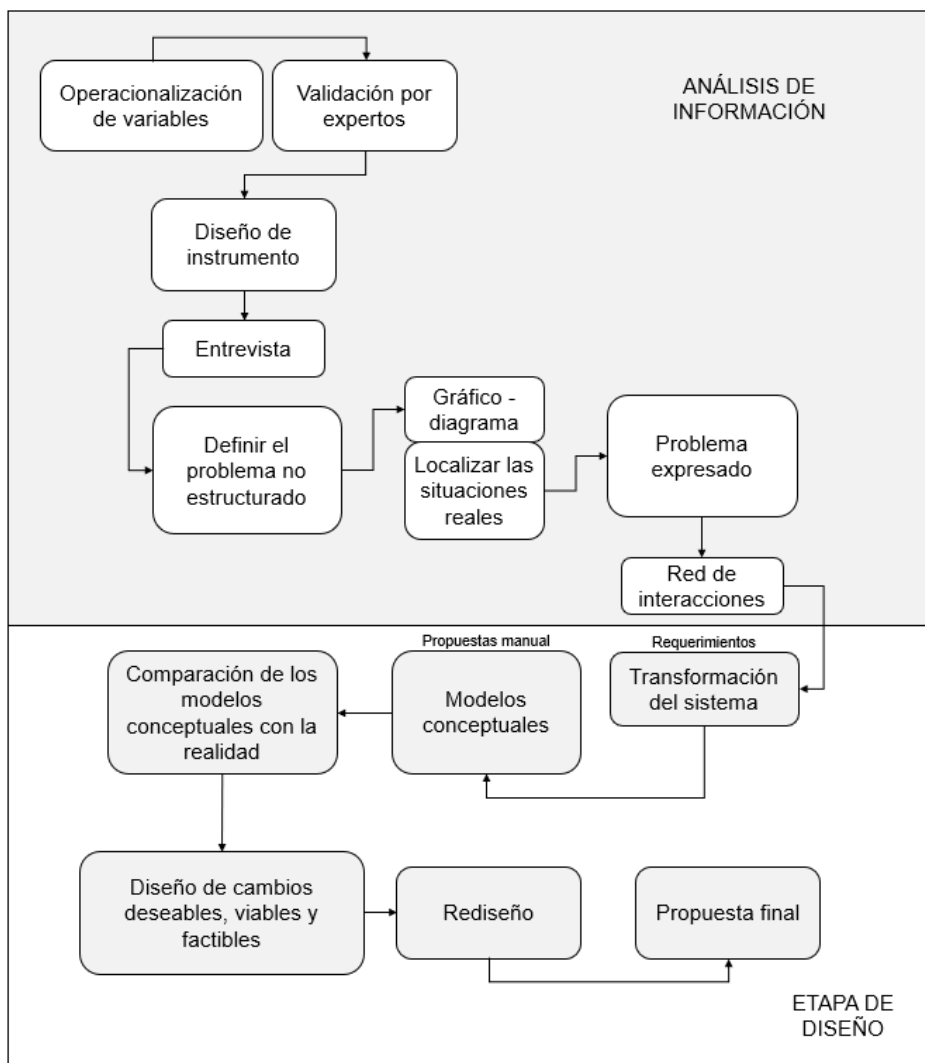 ANÁLISIS DE
INFORMACIÓN
Operacionalización
de variables
Validación por
expertos
Diseño de
instrumento
Entrevista
Definir el
problema no
estructurado
Gráfico -
diagrama
Localizar las
situaciones
reales
Problema
expresado
Red de
interacciones
Requerimientos
Transformación
del sistema
Propuestas manual
Modelos
conceptuales
Comparación de los
modelos
conceptuales con la
realidad
Diseño de cambios
deseables, viables y
factibles
Rediseño
Propuesta final
ETAPA DE
DISEÑO